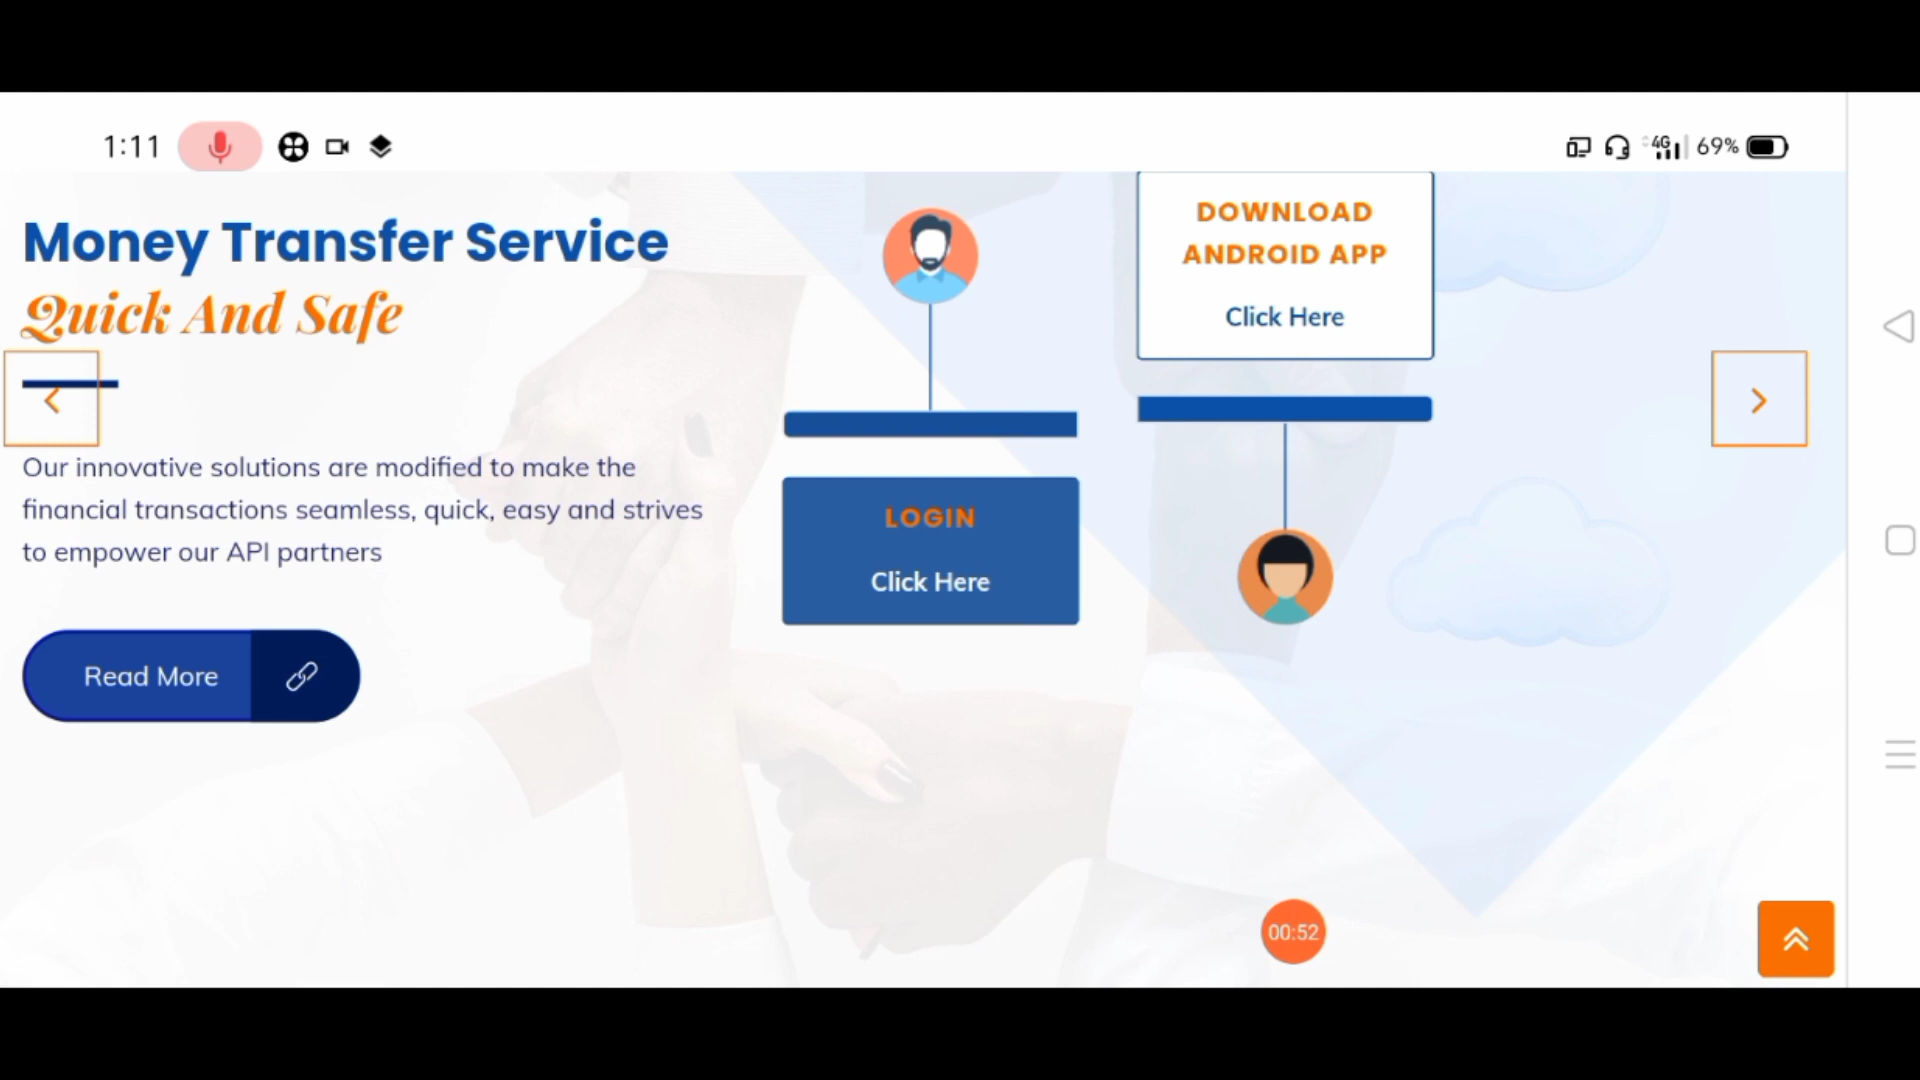 1:11
4G 69%
Money Transfer Service
Quick And Safe
Our innovative solutions are modified to make the
financial transactions seamless, quick, easy and strives
to empower our API partners
Read More
LOGIN
Click Here
DOWNLOAD
ANDROID APP
Click Here
00:52